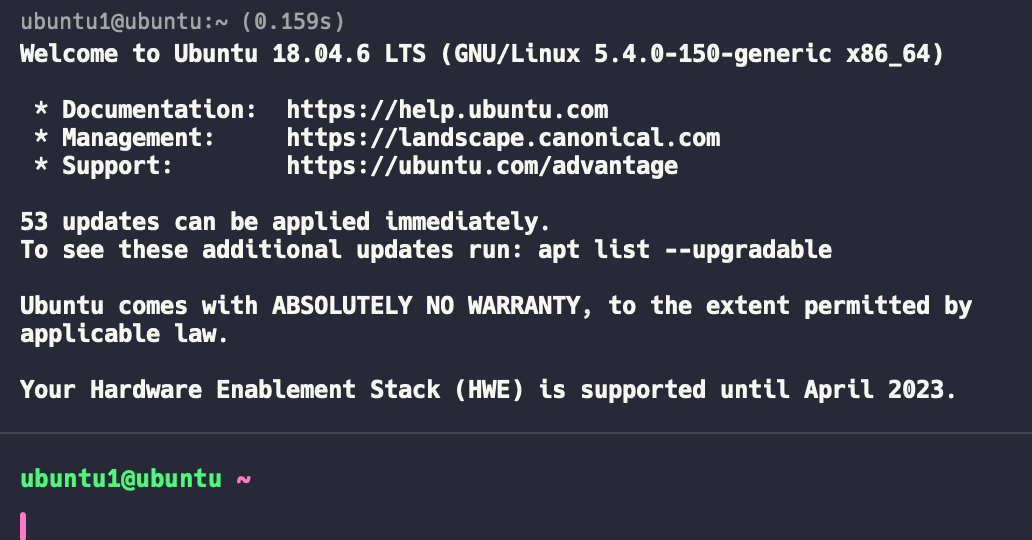 ubuntu1@ubuntu:~ (0.159s)
Welcome to Ubuntu 18.04.6 LTS (GNU/Linux 5.4.0-150-generic x86_64)
* Documentation:  https://help.ubuntu.com
* Management:     https://landscape.canonical.com
* Support:        https://ubuntu.com/advantage
53 updates can be applied immediately.
To see these additional updates run: apt list --upgradable
Ubuntu comes with ABSOLUTELY NO WARRANTY, to the extent permitted by
applicable law.
Your Hardware Enablement Stack (HWE) is supported until April 2023.
ubuntu1@ubuntu ~